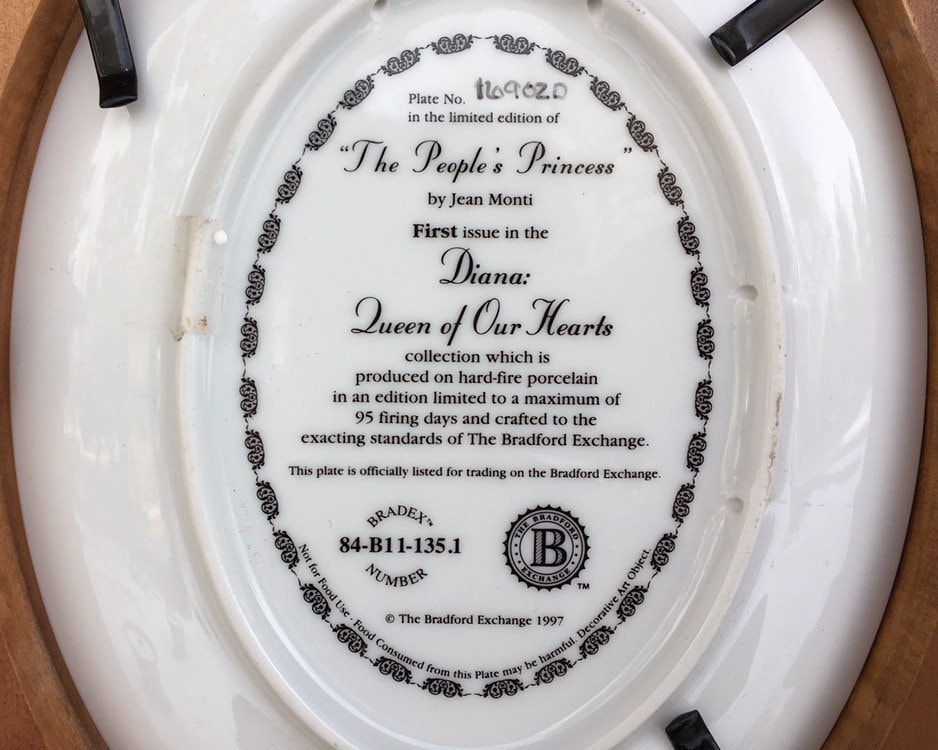 Plate No. 16902D
in the limited edition of
“The People's Princess”
by Jean Monti
First issue in the
Diana:
Queen of Our Hearts
collection which is
produced on hard-fire porcelain
in an edition limited to a maximum of
95 firing days and crafted to the
exacting standards of The Bradford Exchange.
This plate is officially listed for trading on the Bradford Exchange.
BRADEX™
84-B11-135.1
NUMBER
THE BRADFORD
B
EXCHANGE
TM
© The Bradford Exchange 1997
Not for Food Use · Food Consumed from this Plate may be harmful. Decorative Art Object.